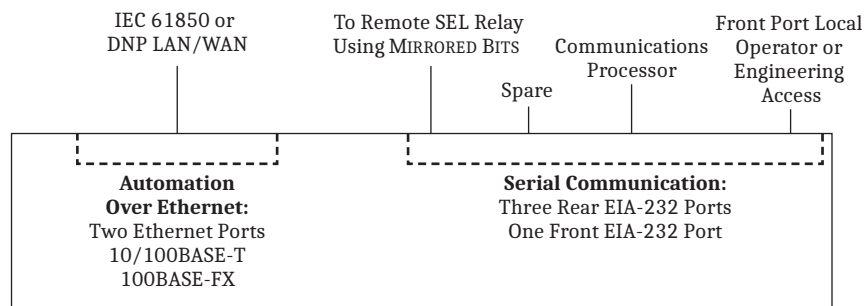 IEC 61850 or
DNP LAN/WAN
To Remote SEL Relay
Using MIRRORED BITS
Spare
Communications
Processor
Front Port Local
Operator or
Engineering
Access
Automation
Over Ethernet:
Two Ethernet Ports
10/100BASE-T
100BASE-FX
Serial Communication:
Three Rear EIA-232 Ports
One Front EIA-232 Port